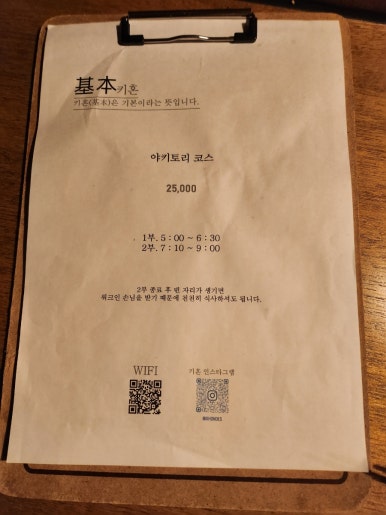 基本키혼
키혼(基本)은 기본이라는 뜻입니다.
야키토리 코스
25,000
1부. 5 : 00 ~ 6 : 30
2부. 7 : 10 ~ 9 : 00
2부 종료 후 빈 자리가 생기면
워크인 손님을 받기 때문에 천천히 식사하셔도 됩니다.
WIFI
키혼 인스타그램